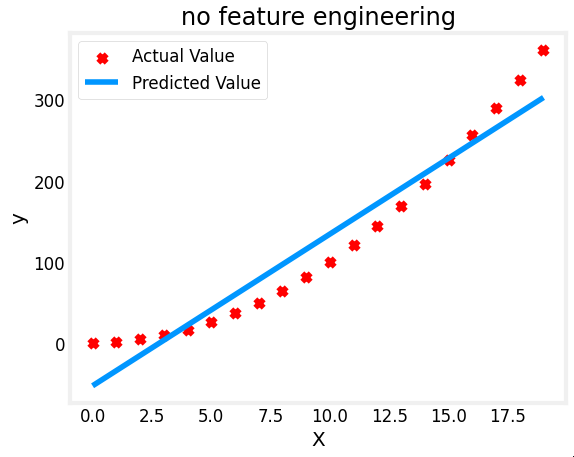 no feature engineering
Actual Value
Predicted Value
300
200
100
0
y
0.0 2.5 5.0 7.5 10.0 12.5 15.0 17.5
X